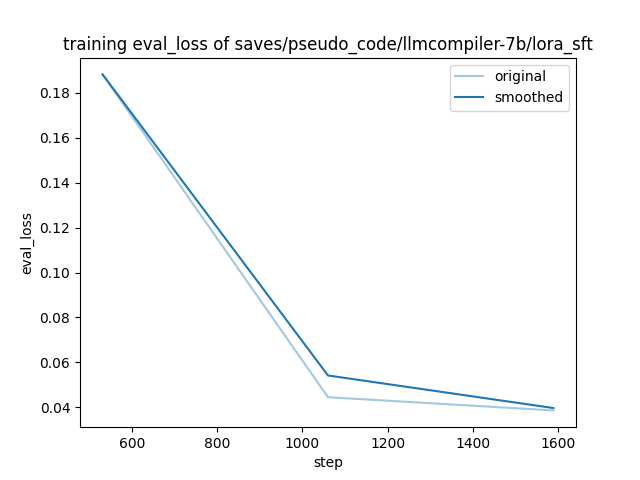 training eval_loss of saves/pseudo_code/llmcompiler-7b/lora_sft
original
smoothed
0.18
0.16
0.14
0.12
0.10
0.08
0.06
0.04
eval_loss
600
800
1000
1200
1400
1600
step